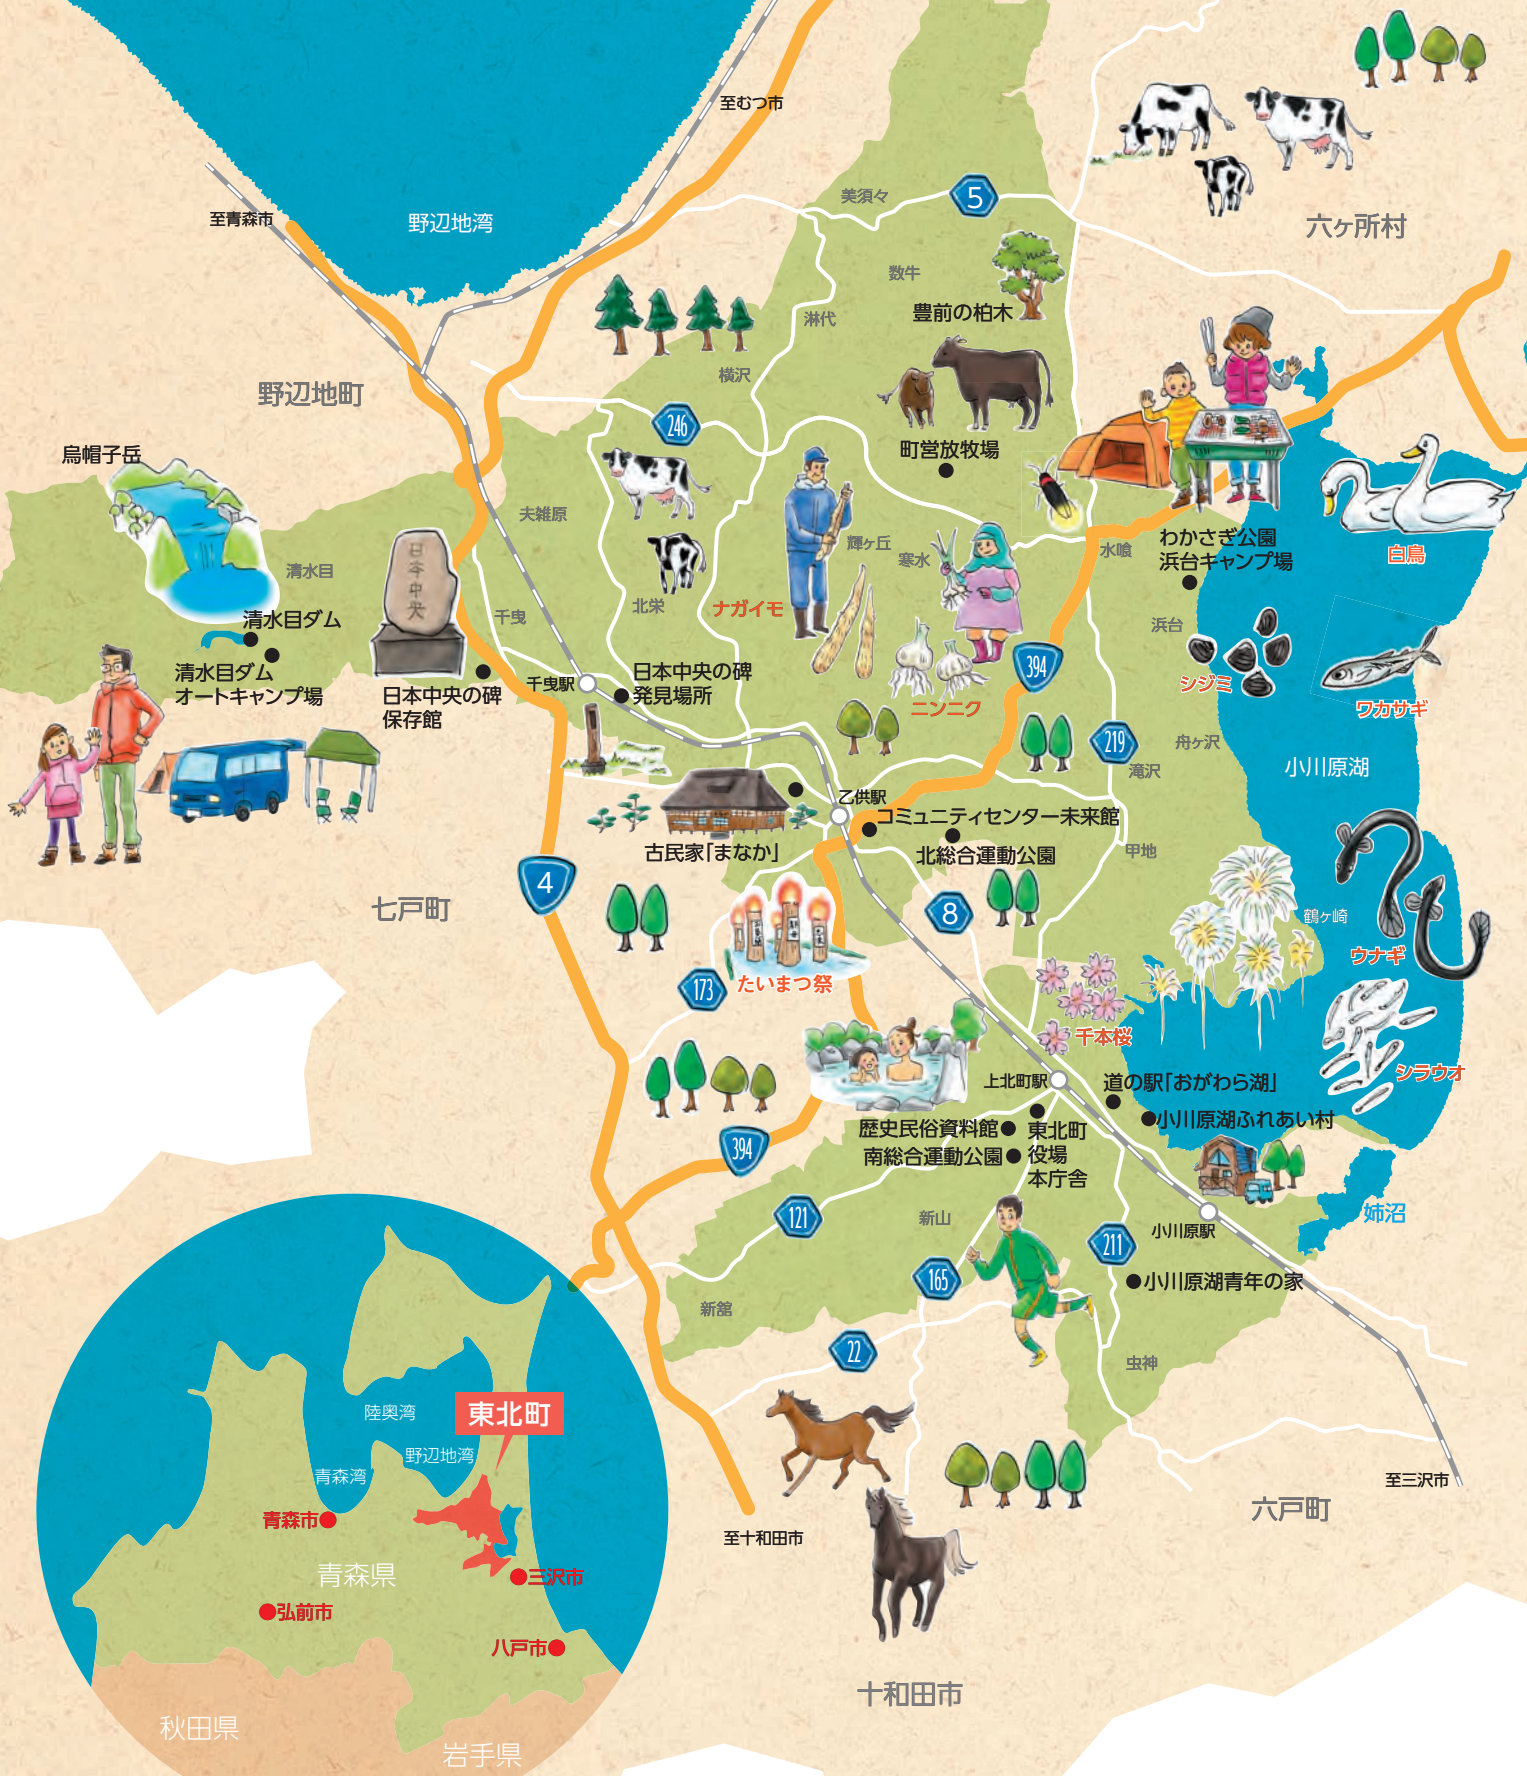 至むつ市
美須々
5
至青森市
野辺地湾
六ヶ所村
数牛
豊前の柏木
淋代
横沢
野辺地町
246
町営放牧場
烏帽子岳
夫雑原
日本中央
清水目
輝ヶ丘
寒水
水喰
わかさぎ公園
浜台キャンプ場
白鳥
北栄
ナガイモ
千曳
清水目ダム
浜台
清水目ダム
オートキャンプ場
日本中央の碑
保存館
千曳駅
日本中央の碑
発見場所
394
ニンニク
シジミ
ワカサギ
219
舟ヶ沢
滝沢
小川原湖
乙供駅
コミュニティセンター未来館
古民家「まなか」
北総合運動公園
甲地
4
七戸町
8
鶴ヶ崎
ウナギ
173
たいまつ祭
千本桜
シラウオ
上北町駅
道の駅「おがわら湖」
小川原湖ふれあい村
歴史民俗資料館
東北町
役場
本庁舎
南総合運動公園
394
121
新山
姉沼
小川原駅
211
165
小川原湖青年の家
新舘
22
虫神
東北町
陸奥湾
野辺地湾
青森湾
青森市
青森県
三沢市
弘前市
八戸市
秋田県
岩手県
至三沢市
六戸町
至十和田市
十和田市